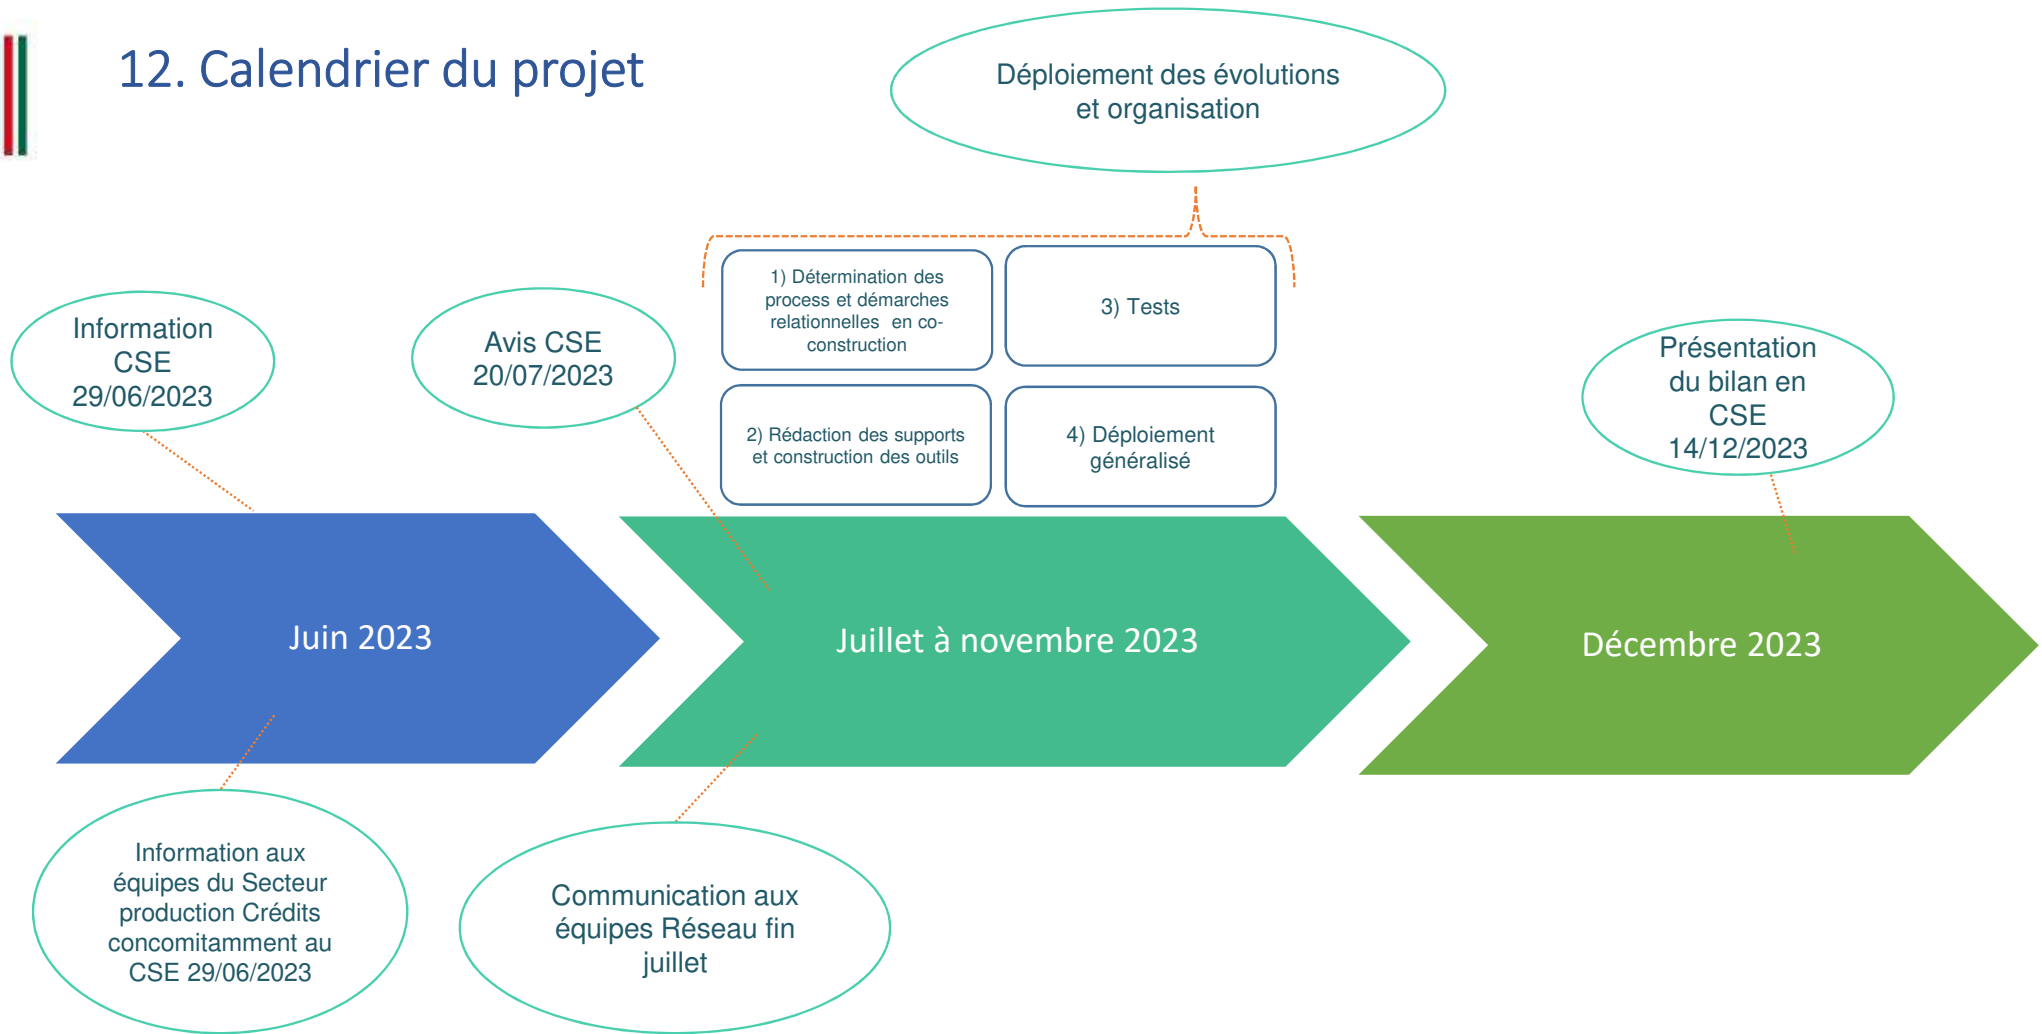 12. Calendrier du projet
Déploiement des évolutions
et organisation
1) Détermination des
process et démarches
relationnelles en co-
construction
3) Tests
2) Rédaction des supports
et construction des outils
4) Déploiement
généralisé
Information
CSE
29/06/2023
Avis CSE
20/07/2023
Présentation
du bilan en
CSE
14/12/2023
Juin 2023
Juillet à novembre 2023
Décembre 2023
Information aux
équipes du Secteur
production Crédits
concomitamment au
CSE 29/06/2023
Communication aux
équipes Réseau fin
juillet